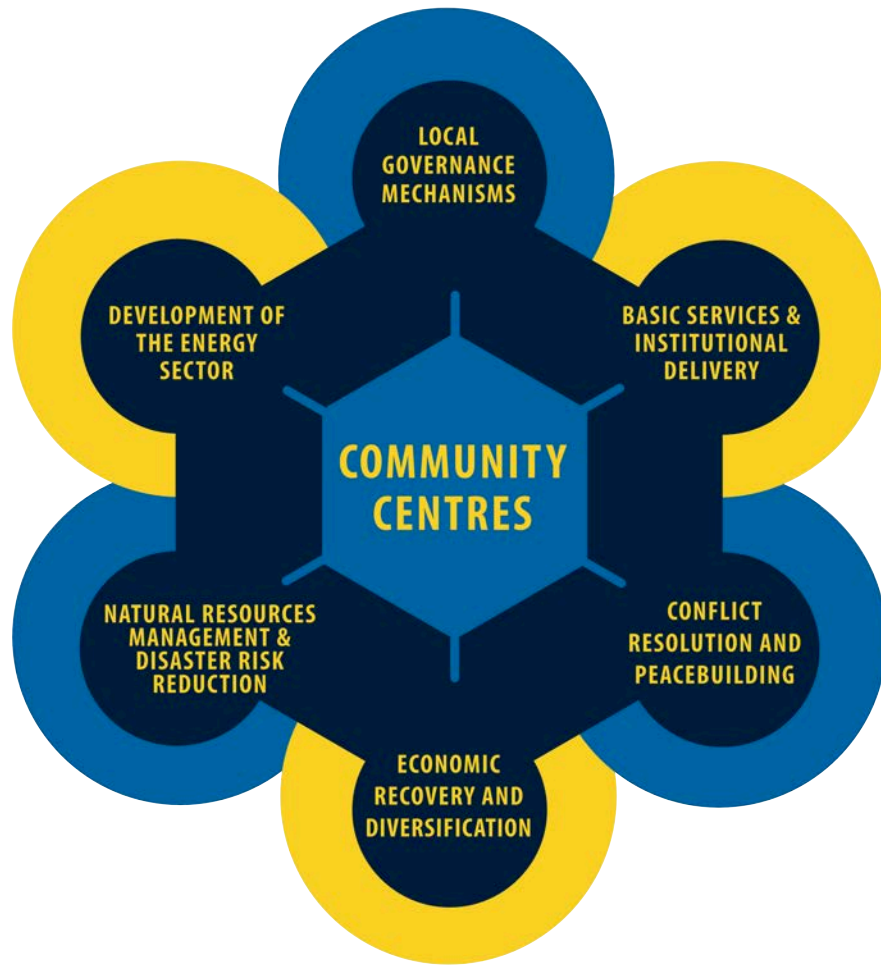 LOCAL
GOVERNANCE
MECHANISMS
DEVELOPMENT OF
THE ENERGY
SECTOR
BASIC SERVICES &
INSTITUTIONAL
DELIVERY
COMMUNITY
CENTRES
NATURAL RESOURCES
MANAGEMENT &
DISASTER RISK
REDUCTION
CONFLICT
RESOLUTION AND
PEACEBUILDING
ECONOMIC
RECOVERY AND
DIVERSIFICATION